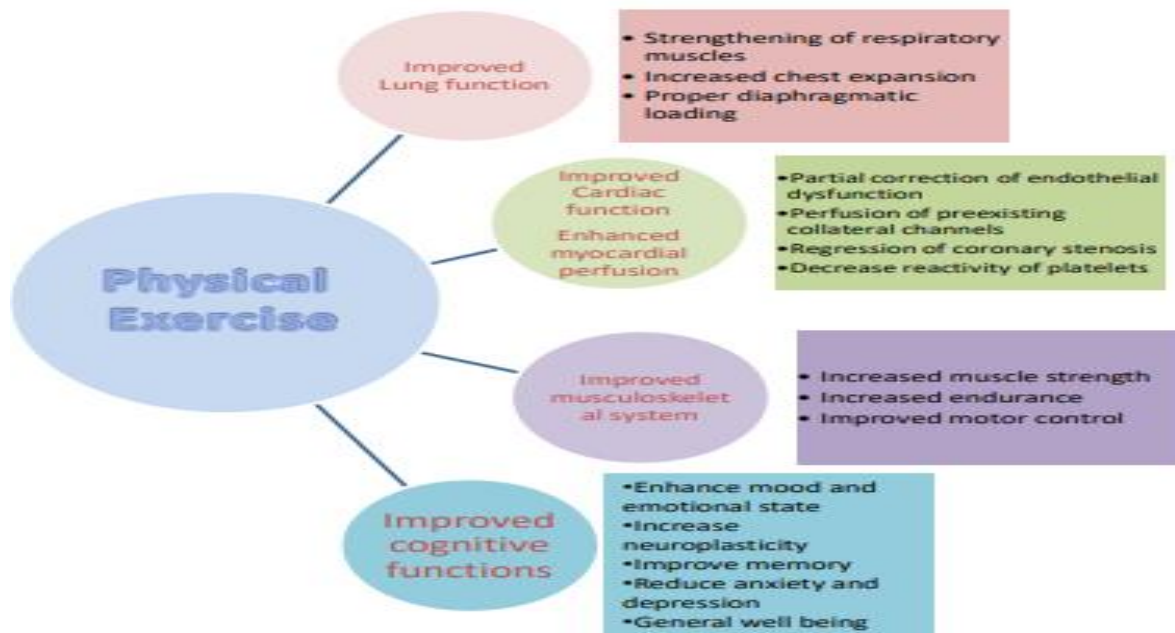 Physical
Exercise
Improved
Lung function
• Strengthening of respiratory
muscles
• Increased chest expansion
• Proper diaphragmatic
loading
Improved
Cardiac
function
Enhanced
myocardial
perfusion
•Partial correction of endothelial
dysfunction
•Perfusion of preexisting
collateral channels
•Regression of coronary stenosis
•Decrease reactivity of platelets
Improved
musculoskelet
al system
• Increased muscle strength
• Increased endurance
• Improved motor control
Improved
cognitive
functions
•Enhance mood and
emotional state
•Increase
neuroplasticity
•Improve memory
•Reduce anxiety and
depression
•General well being